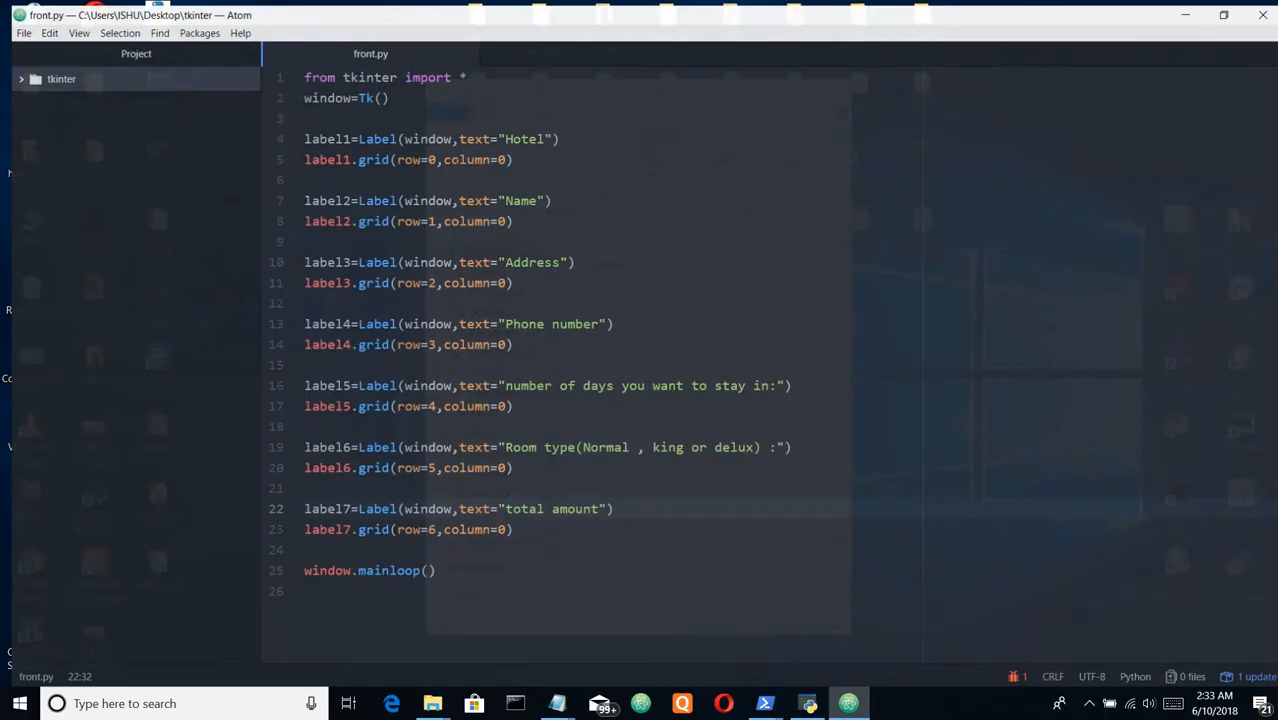 front.py — C:\Users\ISHU\Desktop\tkinter — Atom
File Edit View Selection Find Packages Help
Project
front.py
tkinter
1 from tkinter import *
2 window=Tk()
3
4 label1=Label(window,text="Hotel")
5 label1.grid(row=0,column=0)
6
7 label2=Label(window,text="Name")
8 label2.grid(row=1,column=0)
9
10 label3=Label(window,text="Address")
11 label3.grid(row=2,column=0)
12
13 label4=Label(window,text="Phone number")
14 label4.grid(row=3,column=0)
15
16 label5=Label(window,text="number of days you want to stay in:")
17 label5.grid(row=4,column=0)
18
19 label6=Label(window,text="Room type(Normal , king or delux) :")
20 label6.grid(row=5,column=0)
21
22 label7=Label(window,text="total amount")
23 label7.grid(row=6,column=0)
24
25 window.mainloop()
26
front.py 22:32 1 CRLF UTF-8 Python 0 files 1 update
Type here to search
99+
2:33 AM
6/10/2018
21